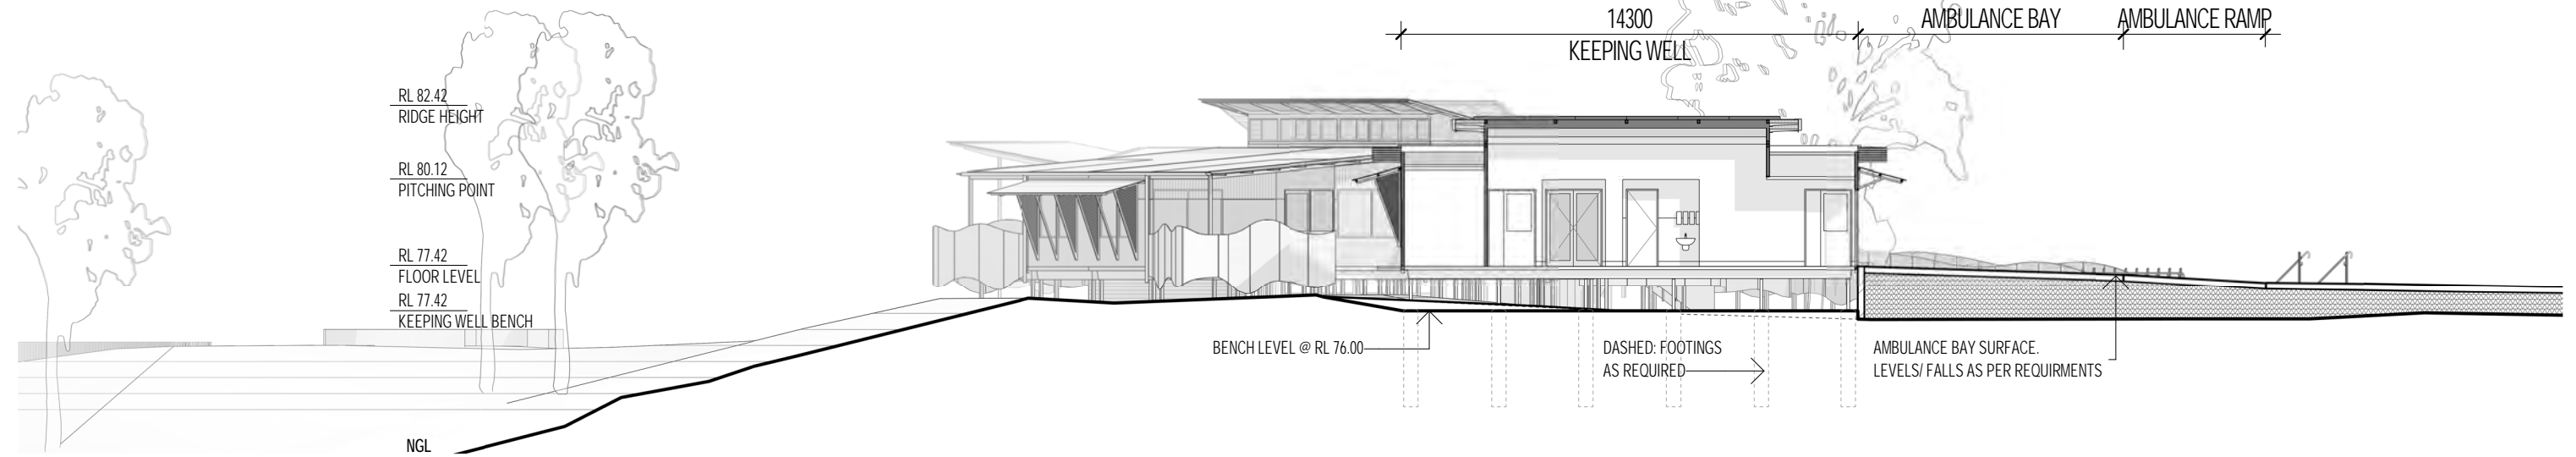 14300
KEEPING WELL
AMBULANCE BAY
AMBULANCE RAMP
RL 82.42
RIDGE HEIGHT
RL 80.12
PITCHING POINT
RL 77.42
FLOOR LEVEL
RL 77.42
KEEPING WELL BENCH
BENCH LEVEL @ RL 76.00
DASHED: FOOTINGS
AS REQUIRED
AMBULANCE BAY SURFACE.
LEVELS/ FALLS AS PER REQUIRMENTS
NGL